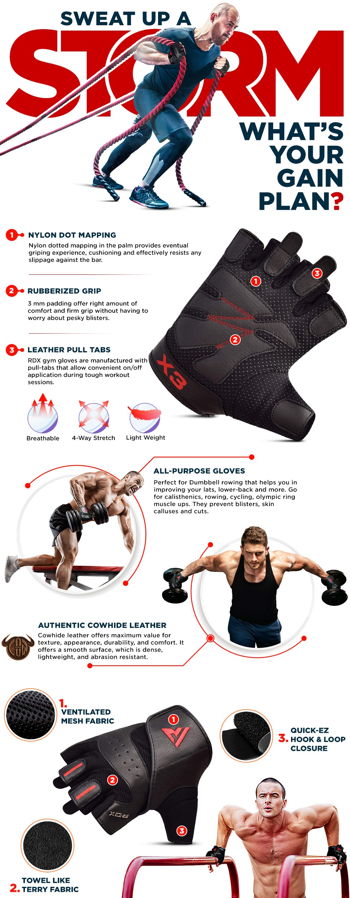 SWEAT UP A
STORM
WHAT'S
YOUR
GAIN
PLAN?
1 NYLON DOT MAPPING
Nylon dotted mapping in the palm provides eventual
griping experience, cushioning and effectively resists any
slippage against the bar.
2 RUBBERIZED GRIP
3 mm padding offer right amount of
comfort and firm grip without having to
worry about pesky blisters.
3 LEATHER PULL TABS
RDX gym gloves are manufactured with
pull-tabs that allow convenient on/off
application during tough workout
sessions.
1
3
2
X3
Breathable
4-Way Stretch
Light Weight
ALL-PURPOSE GLOVES
Perfect for Dumbbell rowing that helps you in
improving your lats, lower-back and more. Go
for calisthenics, rowing, cycling, olympic ring
muscle ups. They prevent blisters, skin
calluses and cuts.
AUTHENTIC COWHIDE LEATHER
Cowhide leather offers maximum value for
texture, appearance, durability, and comfort. It
offers a smooth surface, which is dense,
lightweight, and abrasion resistant.
1.
VENTILATED
MESH FABRIC
1
2
3
RDX
3. QUICK-EZ
HOOK & LOOP
CLOSURE
TOWEL LIKE
2. TERRY FABRIC